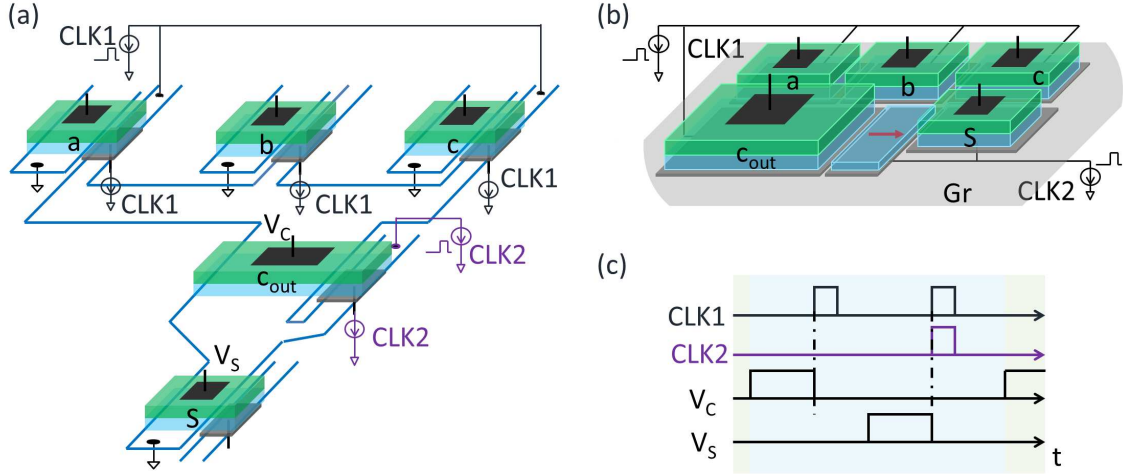 (a)
CLK1
a
b
c
CLK1
CLK1
CLK1
V_C
c_out
CLK2
CLK2
V_S
S
(b)
CLK1
a
b
c
c_out
S
CLK2
Gr
(c)
CLK1
CLK2
V_C
V_S
t